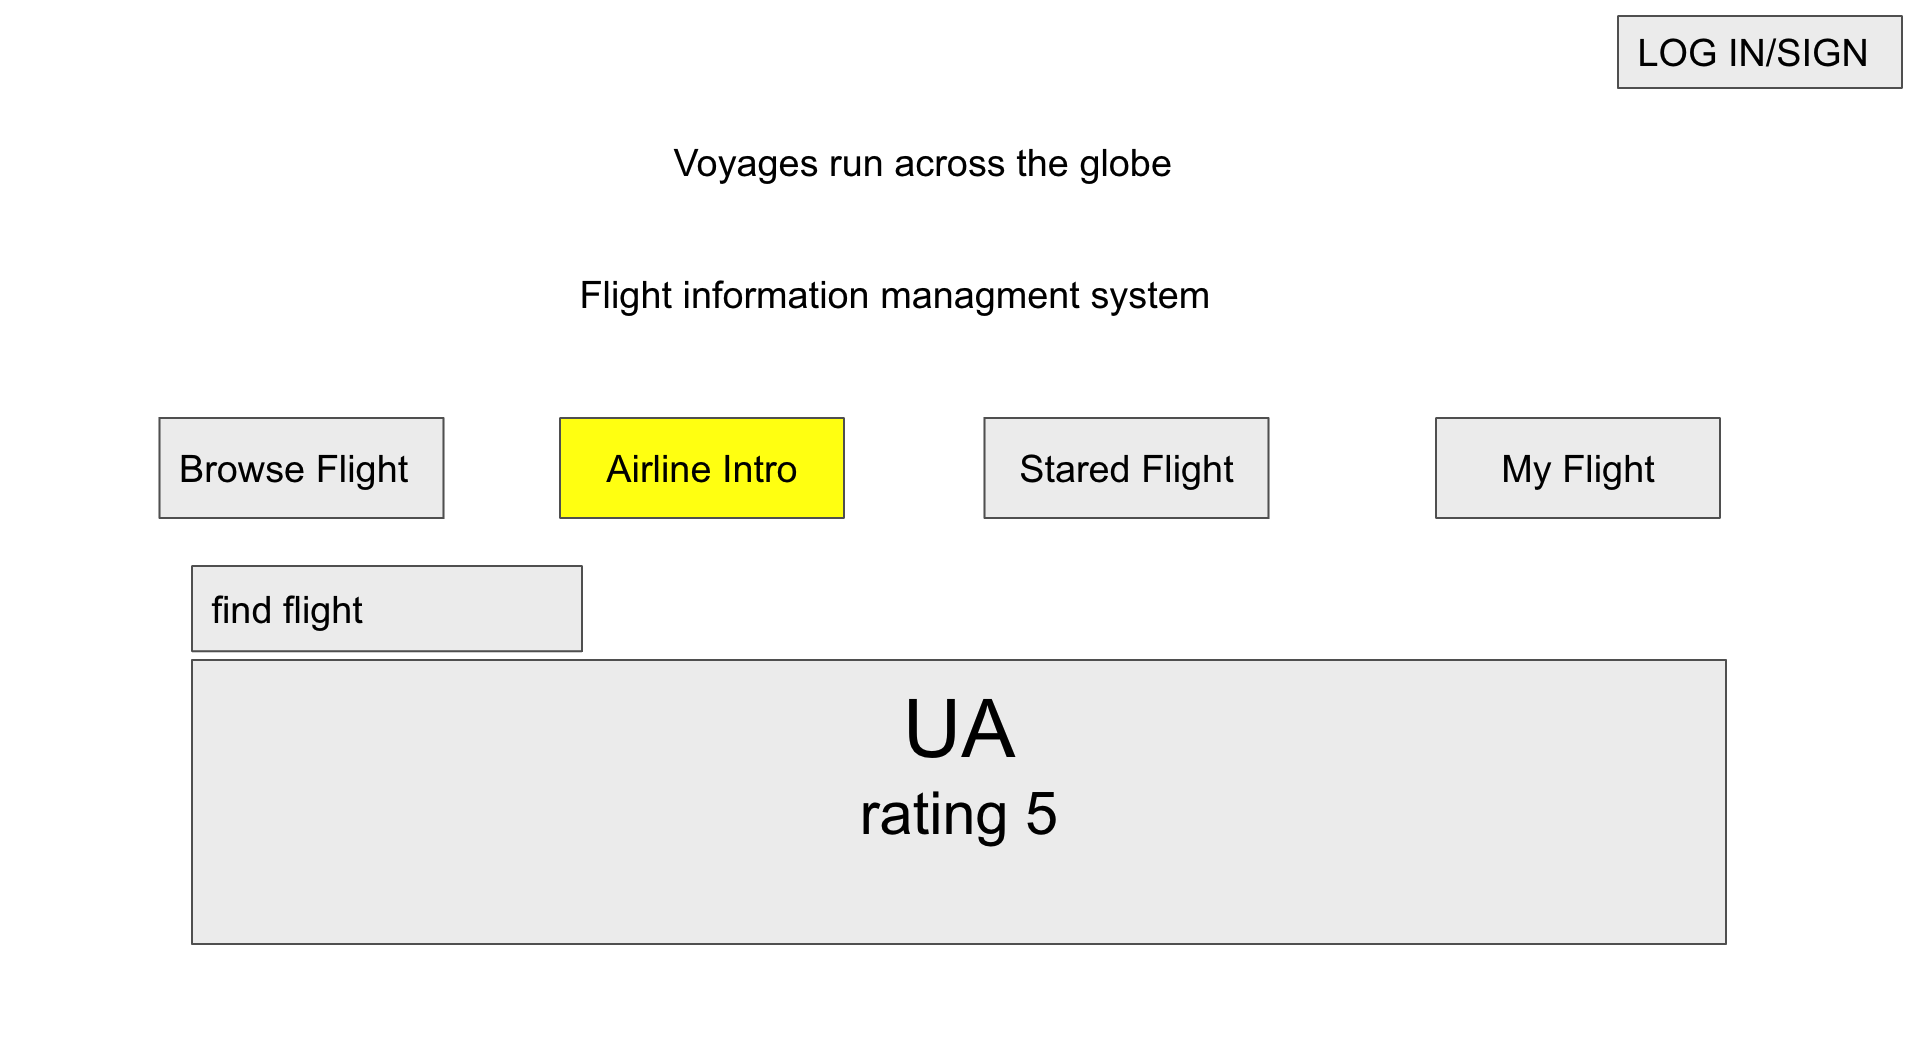 LOG IN/SIGN
Voyages run across the globe
Flight information managment system
Browse Flight
Airline Intro
Stared Flight
My Flight
find flight
UA
rating 5